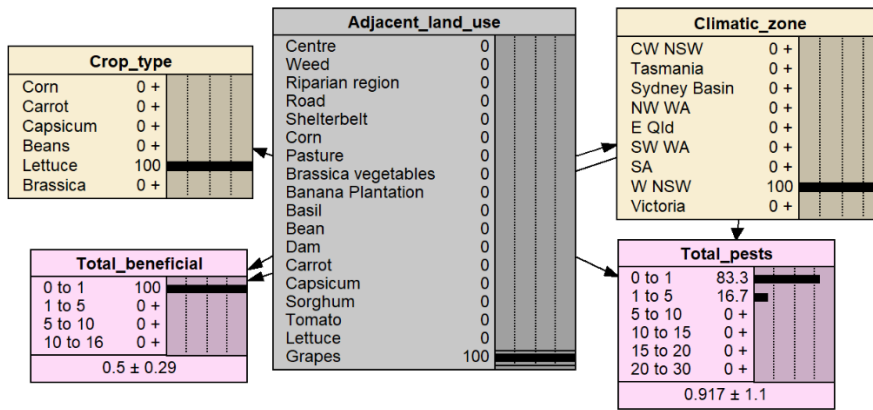 Crop_type
Corn 0 +
Carrot 0 +
Capsicum 0 +
Beans 0 +
Lettuce 100
Brassica 0 +
Adjacent_land_use
Centre 0
Weed 0
Riparian region 0
Road 0
Shelterbelt 0
Corn 0
Pasture 0
Brassica vegetables 0
Banana Plantation 0
Basil 0
Bean 0
Dam 0
Carrot 0
Capsicum 0
Sorghum 0
Tomato 0
Lettuce 0
Grapes 100
Climatic_zone
CW NSW 0 +
Tasmania 0 +
Sydney Basin 0 +
NW WA 0 +
E Qld 0 +
SW WA 0 +
SA 0 +
W NSW 100
Victoria 0 +
Total_beneficial
0 to 1 100
1 to 5 0 +
5 to 10 0 +
10 to 16 0 +
0.5 ± 0.29
Total_pests
0 to 1 83.3
1 to 5 16.7
5 to 10 0 +
10 to 15 0 +
15 to 20 0 +
20 to 30 0 +
0.917 ± 1.1